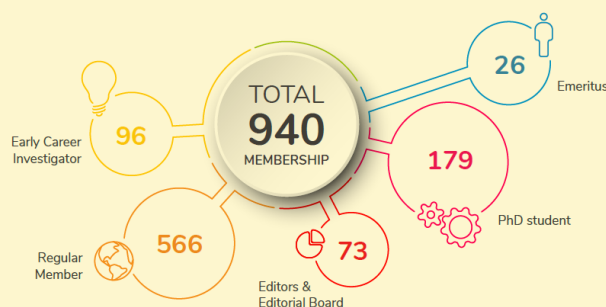 TOTAL
940
MEMBERSHIP
26
Emeritus
96
Early Career
Investigator
179
PhD student
566
Regular
Member
73
Editors &
Editorial Board